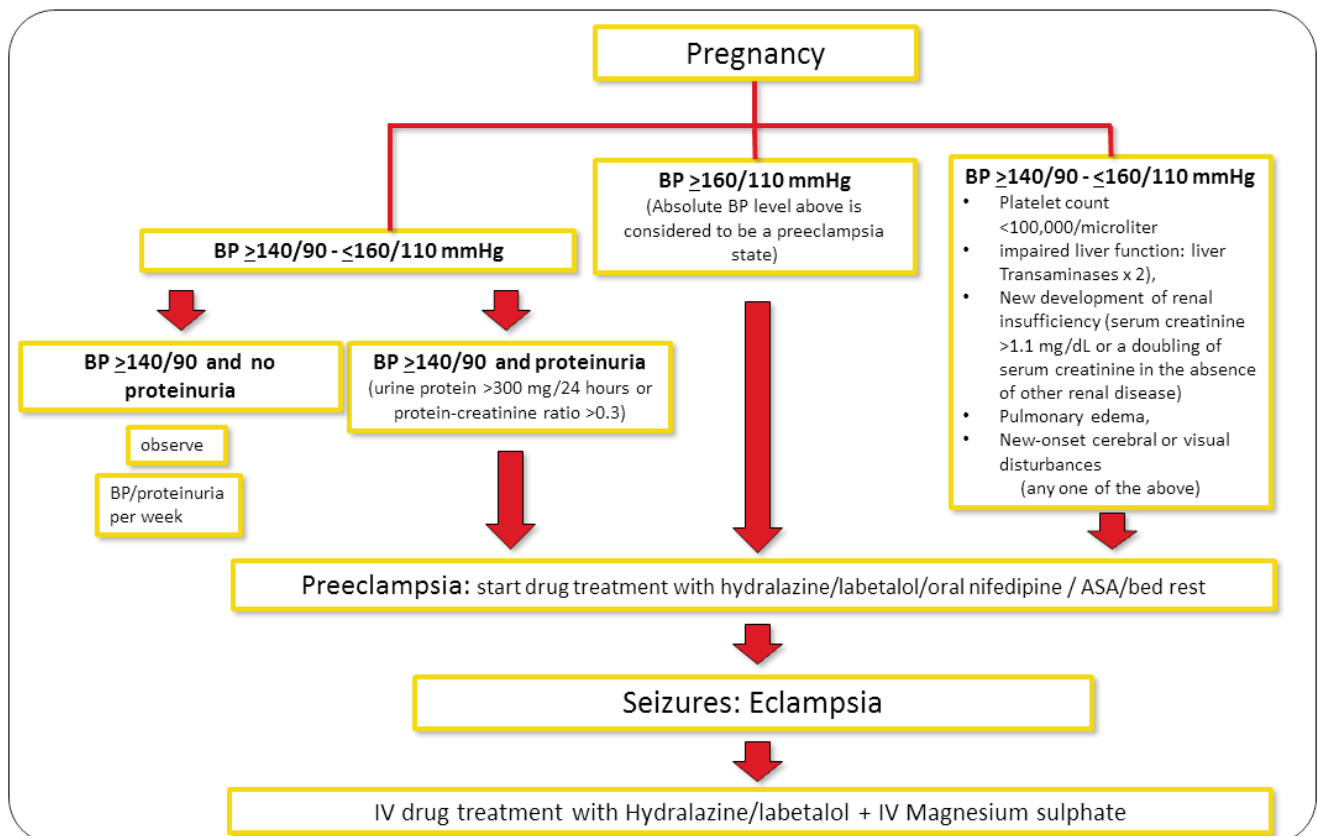 Pregnancy
BP ≥140/90 - ≤160/110 mmHg
BP ≥140/90 and no
proteinuria
observe
BP/proteinuria
per week
BP ≥140/90 and proteinuria
(urine protein >300 mg/24 hours or
protein-creatinine ratio >0.3)
BP ≥160/110 mmHg
(Absolute BP level above is
considered to be a preeclampsia
state)
BP ≥140/90 - ≤160/110 mmHg
• Platelet count
<100,000/microliter
• impaired liver function: liver
Transaminases x 2),
• New development of renal
insufficiency (serum creatinine
>1.1 mg/dL or a doubling of
serum creatinine in the absence
of other renal disease)
• Pulmonary edema,
• New-onset cerebral or visual
disturbances
(any one of the above)
Preeclampsia: start drug treatment with hydralazine/labetalol/oral nifedipine / ASA/bed rest
Seizures: Eclampsia
IV drug treatment with Hydralazine/labetalol + IV Magnesium sulphate